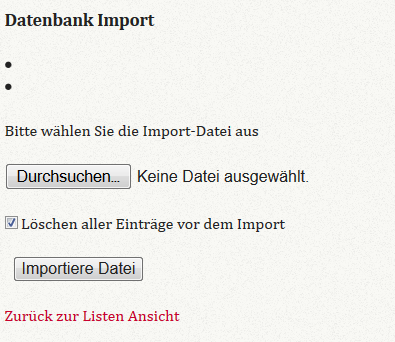 Datenbank Import
Bitte wählen Sie die Import-Datei aus
Durchsuchen... Keine Datei ausgewählt.
Löschen aller Einträge vor dem Import
Importiere Datei
Zurück zur Listen Ansicht